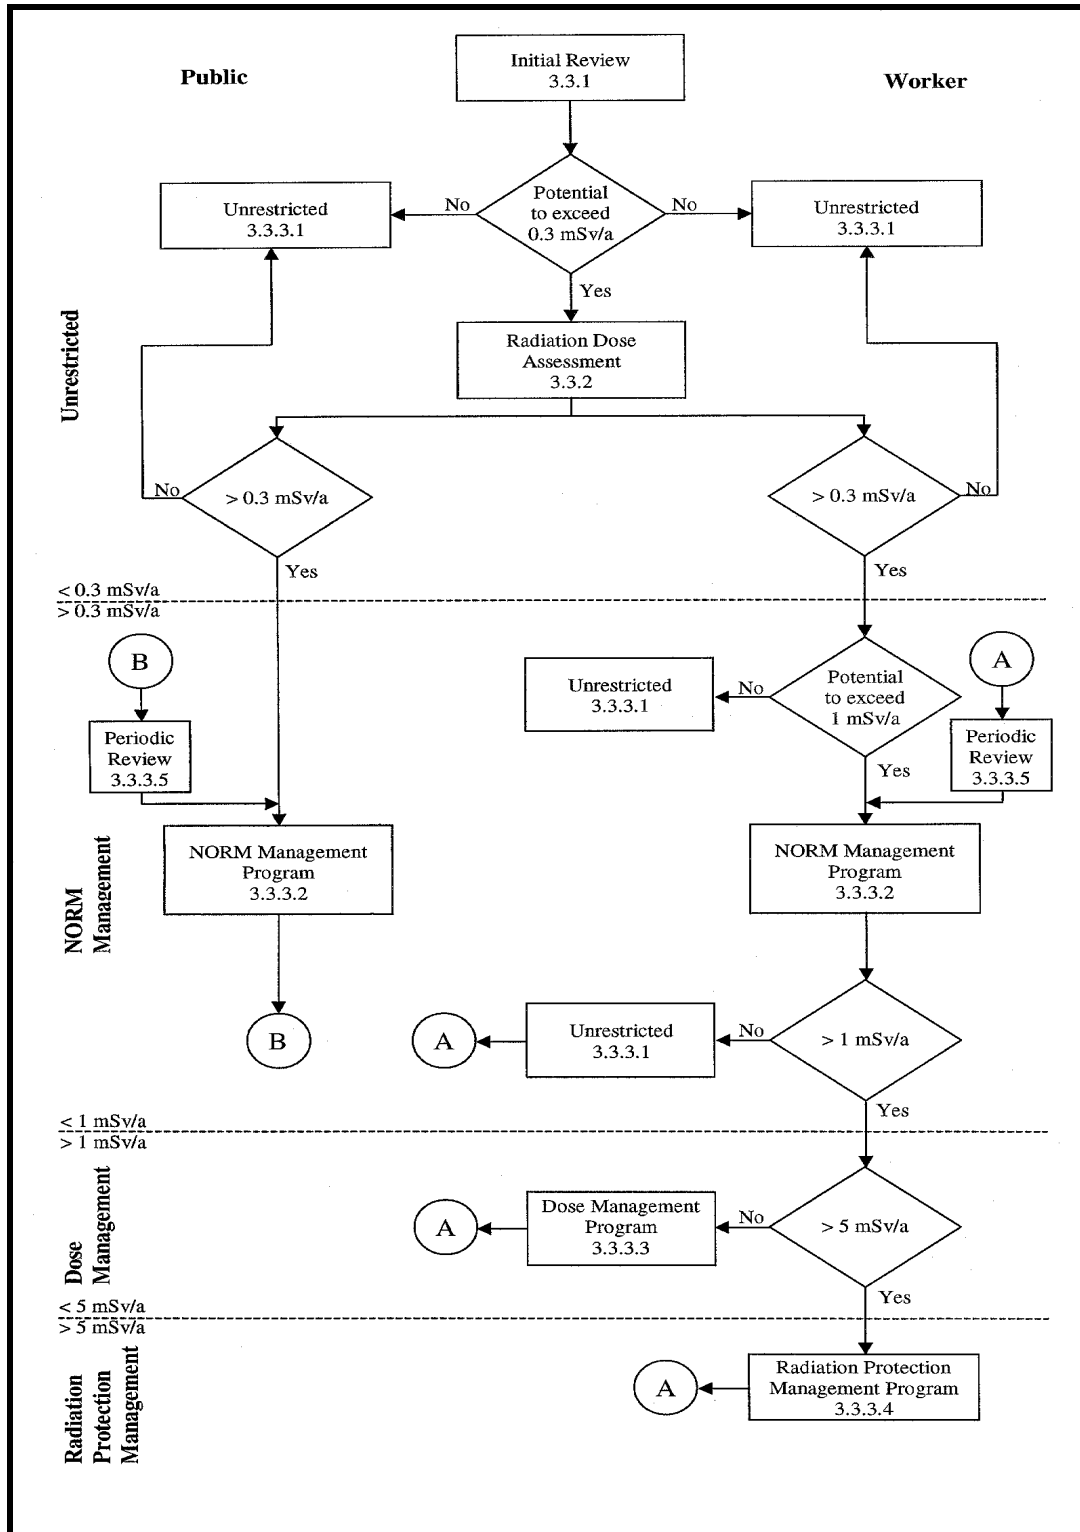 Initial Review
3.3.1
Public
Worker
Potential
to exceed
0.3 mSv/a
No
No
Unrestricted
3.3.3.1
Unrestricted
3.3.3.1
Yes
Radiation Dose
Assessment
3.3.2
Unrestricted
> 0.3 mSv/a
No
> 0.3 mSv/a
No
Yes
Yes
< 0.3 mSv/a
> 0.3 mSv/a
B
Periodic
Review
3.3.3.5
Unrestricted
3.3.3.1
No
Potential
to exceed
1 mSv/a
A
Periodic
Review
3.3.3.5
Yes
NORM
Management
NORM Management
Program
3.3.3.2
NORM Management
Program
3.3.3.2
B
A
Unrestricted
3.3.3.1
No
> 1 mSv/a
Yes
< 1 mSv/a
> 1 mSv/a
Dose
Management
A
Dose Management
Program
3.3.3.3
No
> 5 mSv/a
Yes
< 5 mSv/a
> 5 mSv/a
Radiation
Protection
Management
A
Radiation Protection
Management Program
3.3.3.4